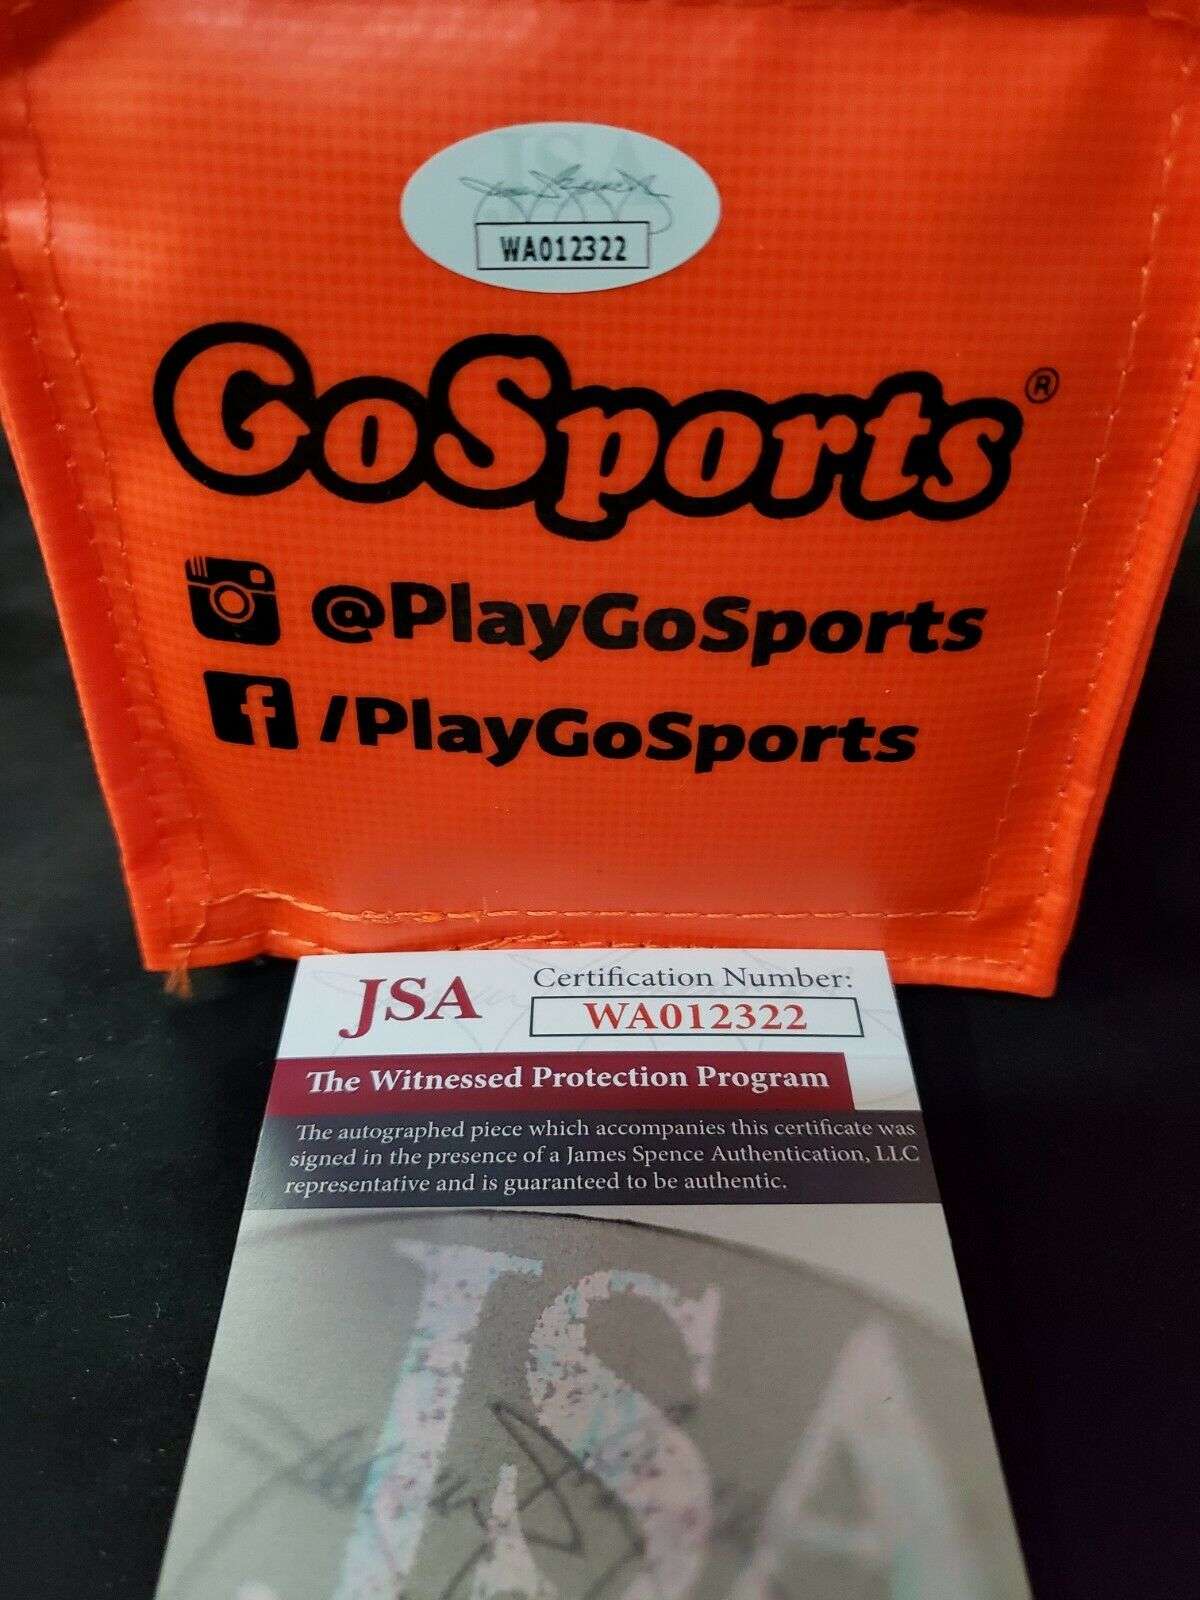 JSA
WA012322
GoSports®
@PlayGoSports
/PlayGoSports
JSA
Certification Number:
WA012322
The Witnessed Protection Program
The autographed piece which accompanies this certificate was
signed in the presence of a James Spence Authentication, LLC
representative and is guaranteed to be authentic.
JSA